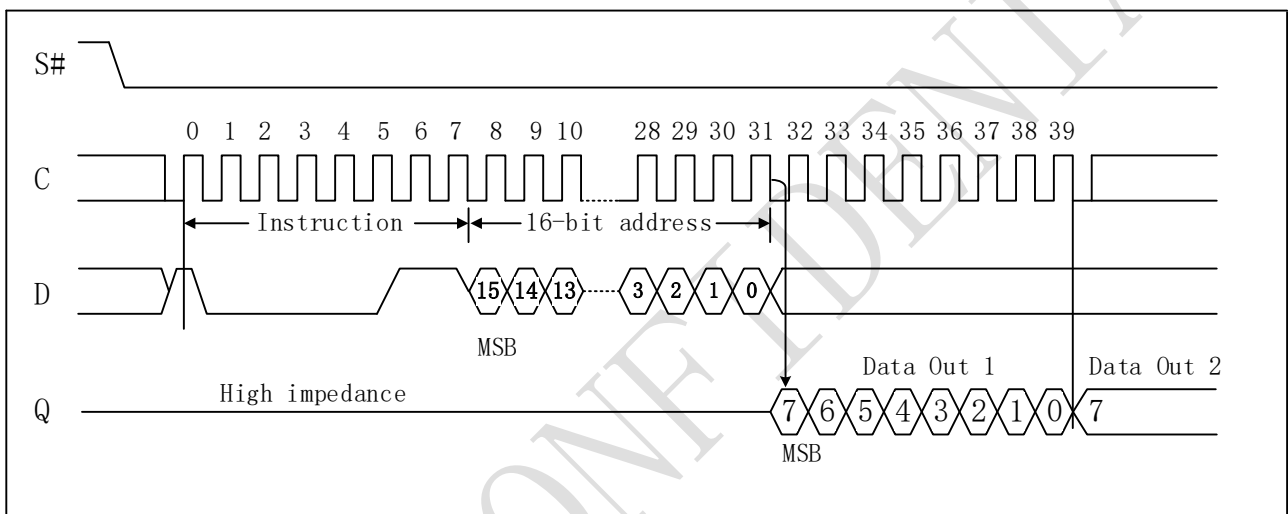 S#
0 1 2 3 4 5 6 7 8 9 10 28 29 30 31 32 33 34 35 36 37 38 39
C
Instruction 16-bit address
D
15 14 13 3 2 1 0
MSB
Data Out 1 Data Out 2
High impedance
Q
7 6 5 4 3 2 1 0 7
MSB
ONFIDENTIA